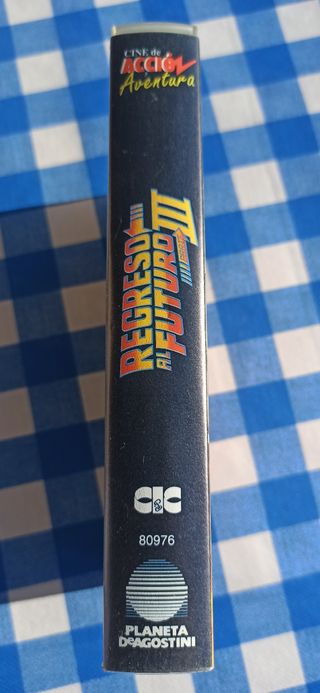 CINE de
ACCIÓN
Aventura
REGRESO
AL FUTURO III
CIC
80976
PLANETA
DeAGOSTINI